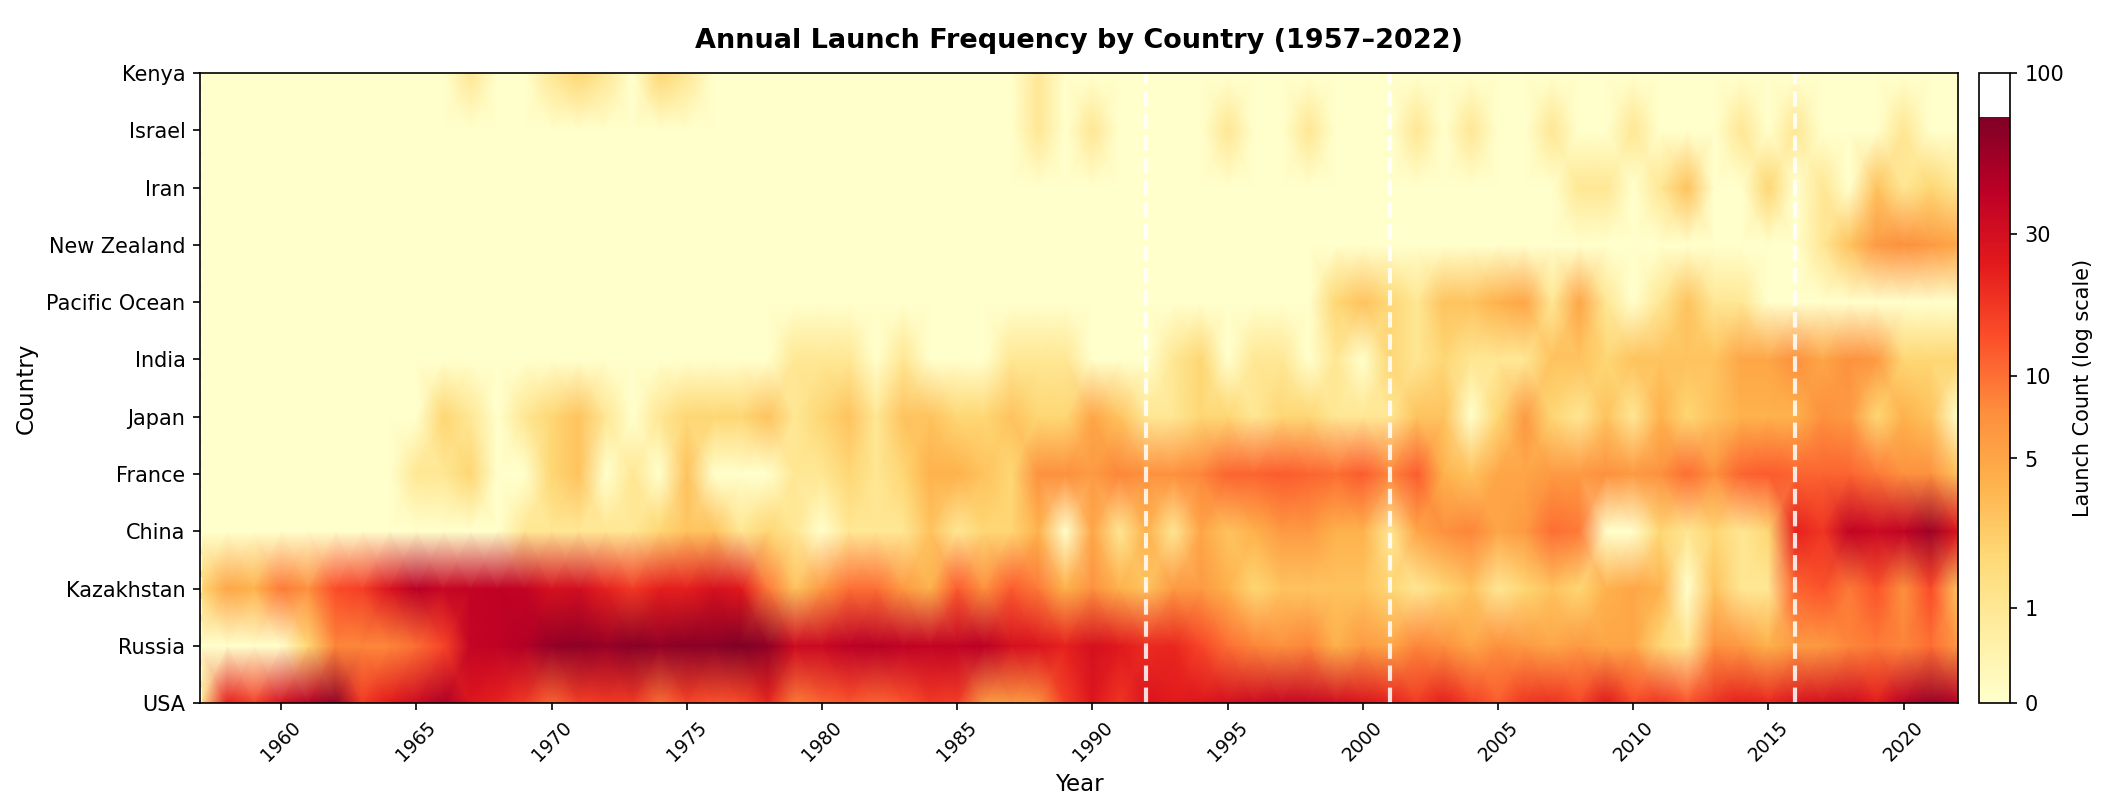 Annual Launch Frequency by Country (1957–2022)
Country
Kenya
Israel
Iran
New Zealand
Pacific Ocean
India
Japan
France
China
Kazakhstan
Russia
USA
1960 1965 1970 1975 1980 1985 1990 1995 2000 2005 2010 2015 2020
Year
100
30
10
5
1
0
Launch Count (log scale)